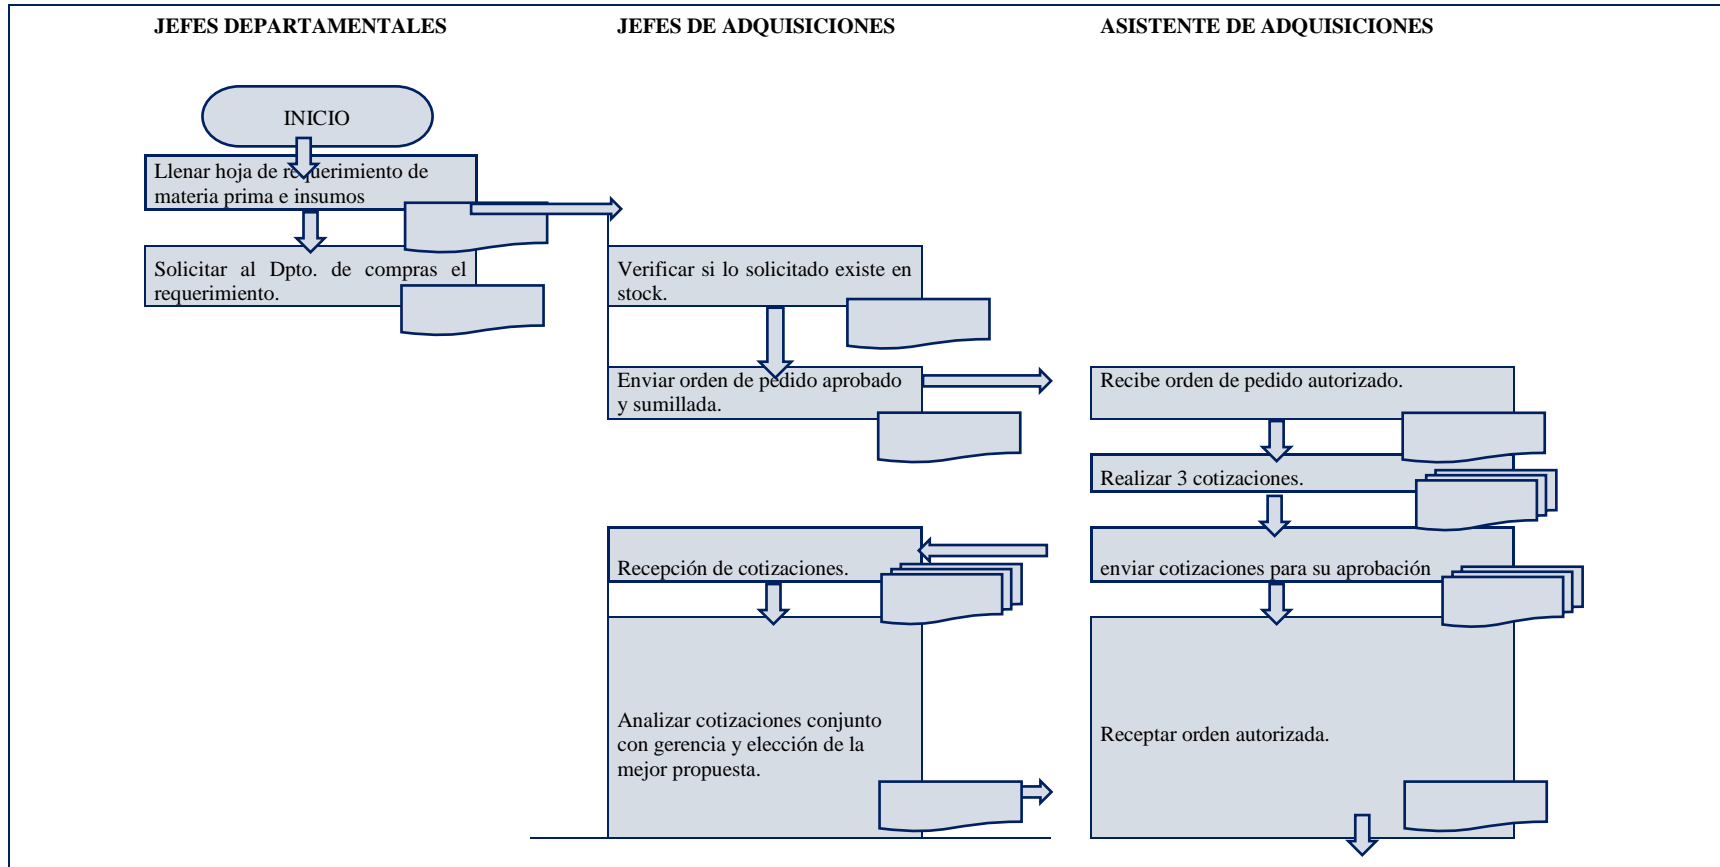 JEFES DEPARTAMENTALES
JEFES DE ADQUISICIONES
ASISTENTE DE ADQUISICIONES
INICIO
Llenar hoja de requerimiento de
materia prima e insumos
Solicitar al Dpto. de compras el
requerimiento.
Verificar si lo solicitado existe en
stock.
Enviar orden de pedido aprobado
y sumillada.
Recibe orden de pedido autorizado.
Realizar 3 cotizaciones.
Recepción de cotizaciones.
enviar cotizaciones para su aprobación
Analizar cotizaciones conjunto
con gerencia y elección de la
mejor propuesta.
Receptar orden autorizada.